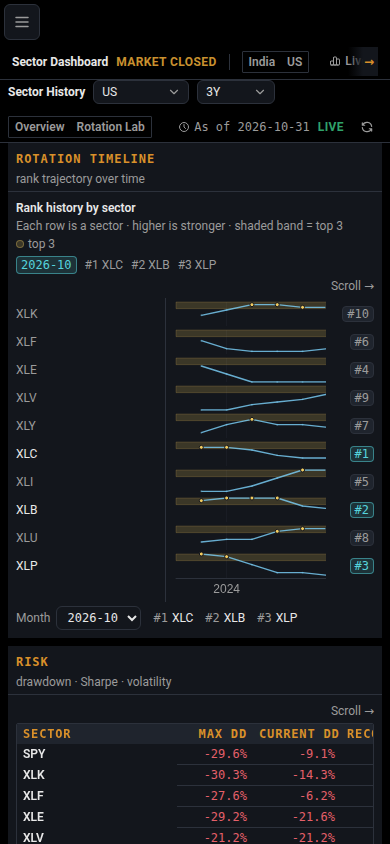 Sector Dashboard MARKET CLOSED India US Liv →
Sector History US 3Y
Overview Rotation Lab As of 2026-10-31 LIVE
ROTATION TIMELINE
rank trajectory over time
Rank history by sector
Each row is a sector · higher is stronger · shaded band = top 3
top 3
2026-10 #1 XLC #2 XLB #3 XLP
Scroll →
XLK #10
XLF #6
XLE #4
XLV #9
XLY #7
XLC #1
XLI #5
XLB #2
XLU #8
XLP #3
2024
Month 2026-10 #1 XLC #2 XLB #3 XLP
RISK
drawdown · Sharpe · volatility
Scroll →
SECTOR MAX DD CURRENT DD RECO
SPY -29.6% -9.1%
XLK -30.3% -14.3%
XLF -27.6% -6.2%
XLE -29.2% -21.6%
XLV -21.2% -21.2%